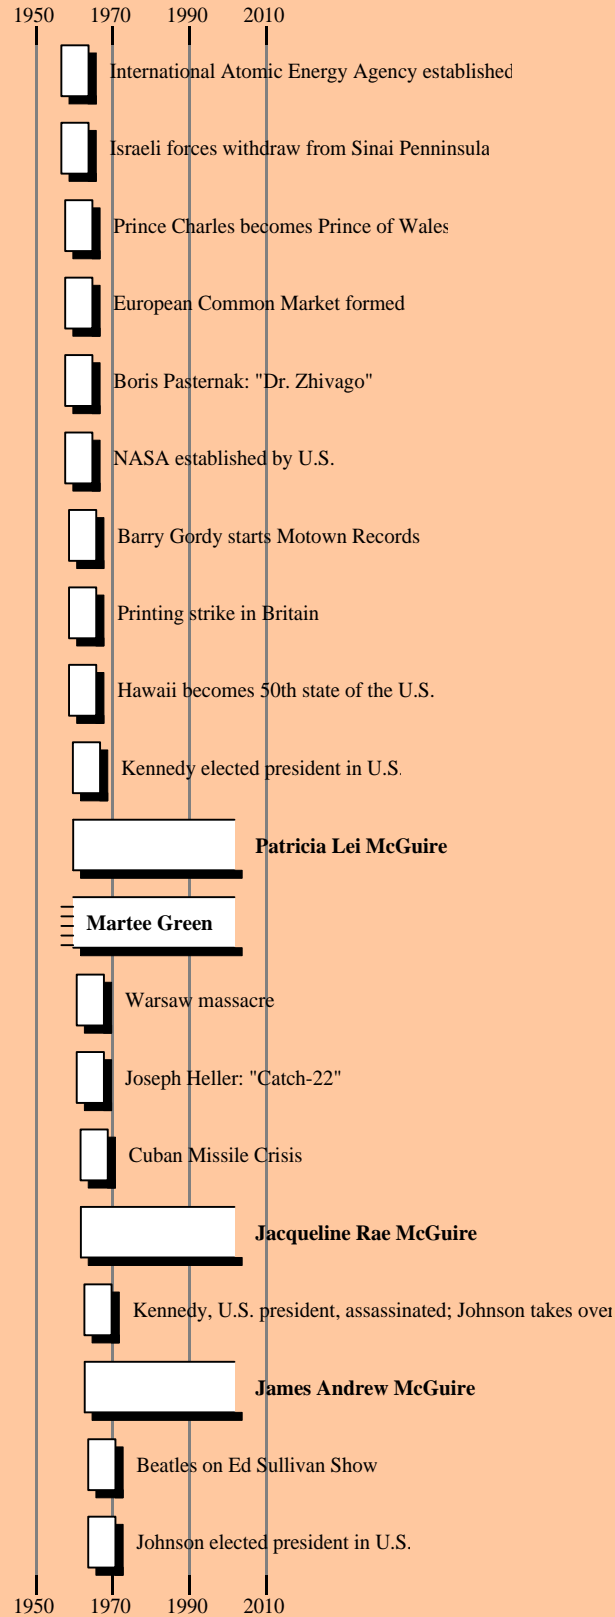 1950 1970 1990 2010
International Atomic Energy Agency established
Israeli forces withdraw from Sinai Penninsula
Prince Charles becomes Prince of Wales
European Common Market formed
Boris Pasternak: "Dr. Zhivago"
NASA established by U.S.
Barry Gordy starts Motown Records
Printing strike in Britain
Hawaii becomes 50th state of the U.S.
Kennedy elected president in U.S.
Patricia Lei McGuire
Martee Green
Warsaw massacre
Joseph Heller: "Catch-22"
Cuban Missile Crisis
Jacqueline Rae McGuire
Kennedy, U.S. president, assassinated; Johnson takes over
James Andrew McGuire
Beatles on Ed Sullivan Show
Johnson elected president in U.S.
1950 1970 1990 2010